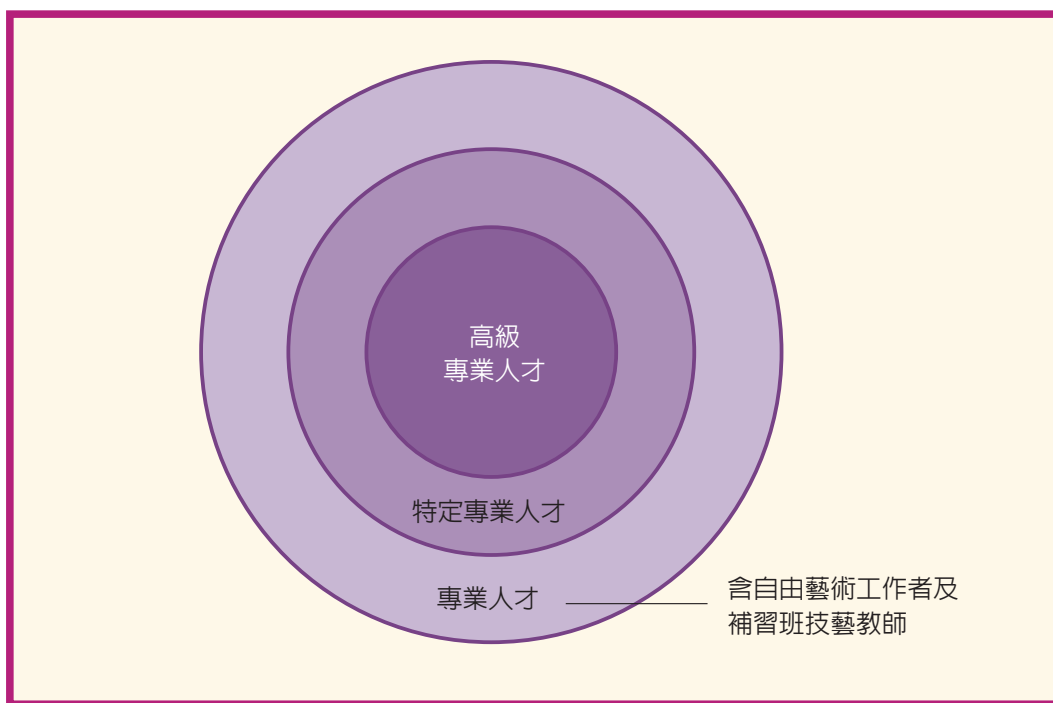 高級
專業人才
特定專業人才
專業人才
含自由藝術工作者及
補習班技藝教師